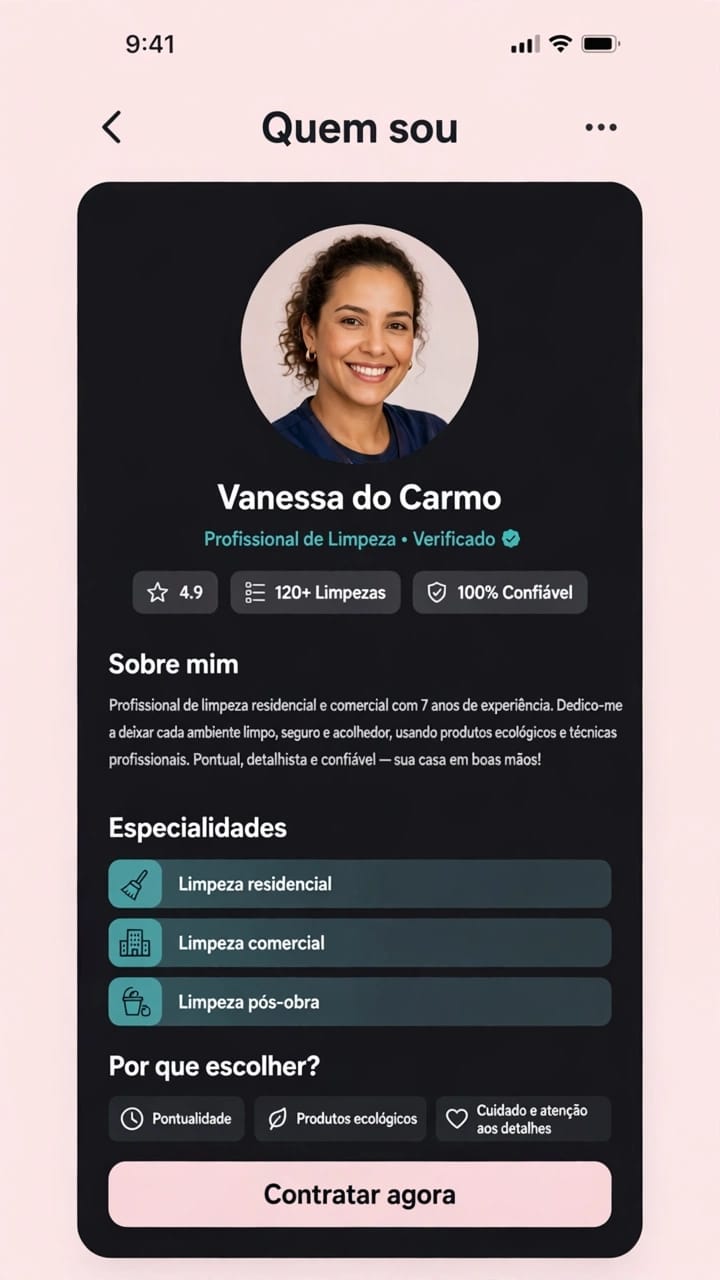 9:41
Quem sou
Vanessa do Carmo
Profissional de Limpeza • Verificado
4.9
120+ Limpezas
100% Confiável
Sobre mim
Profissional de limpeza residencial e comercial com 7 anos de experiência. Dedico-me
a deixar cada ambiente limpo, seguro e acolhedor, usando produtos ecológicos e técnicas
profissionais. Pontual, detalhista e confiável — sua casa em boas mãos!
Especialidades
Limpeza residencial
Limpeza comercial
Limpeza pós-obra
Por que escolher?
Pontualidade
Produtos ecológicos
Cuidado e atenção
aos detalhes
Contratar agora